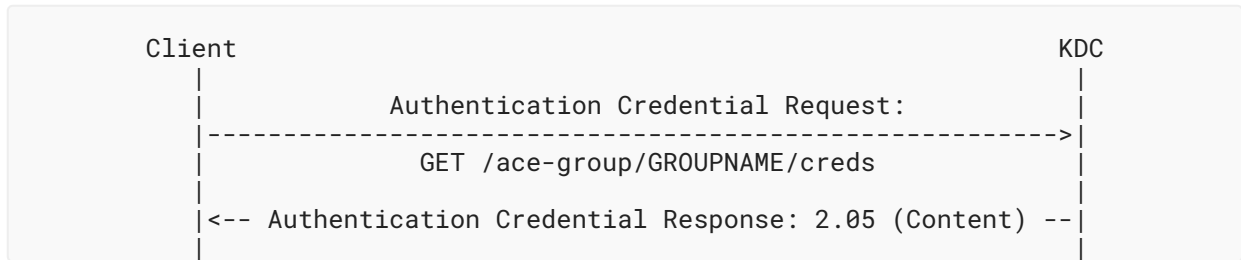 Client KDC
Authentication Credential Request:
-------------------------------------------------------->
GET /ace-group/GROUPNAME/creds
<-- Authentication Credential Response: 2.05 (Content) --